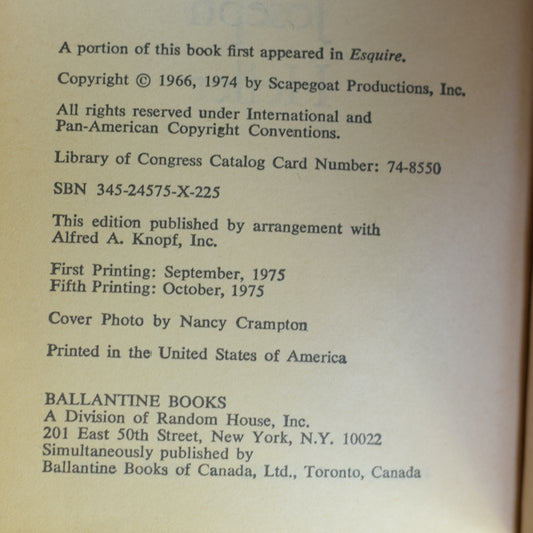 A portion of this book first appeared in Esquire.
Copyright © 1966, 1974 by Scapegoat Productions, Inc.
All rights reserved under International and
Pan-American Copyright Conventions.
Library of Congress Catalog Card Number: 74-8550
SBN 345-24575-X-225
This edition published by arrangement with
Alfred A. Knopf, Inc.
First Printing: September, 1975
Fifth Printing: October, 1975
Cover Photo by Nancy Crampton
Printed in the United States of America
BALLANTINE BOOKS
A Division of Random House, Inc.
201 East 50th Street, New York, N.Y. 10022
Simultaneously published by
Ballantine Books of Canada, Ltd., Toronto, Canada